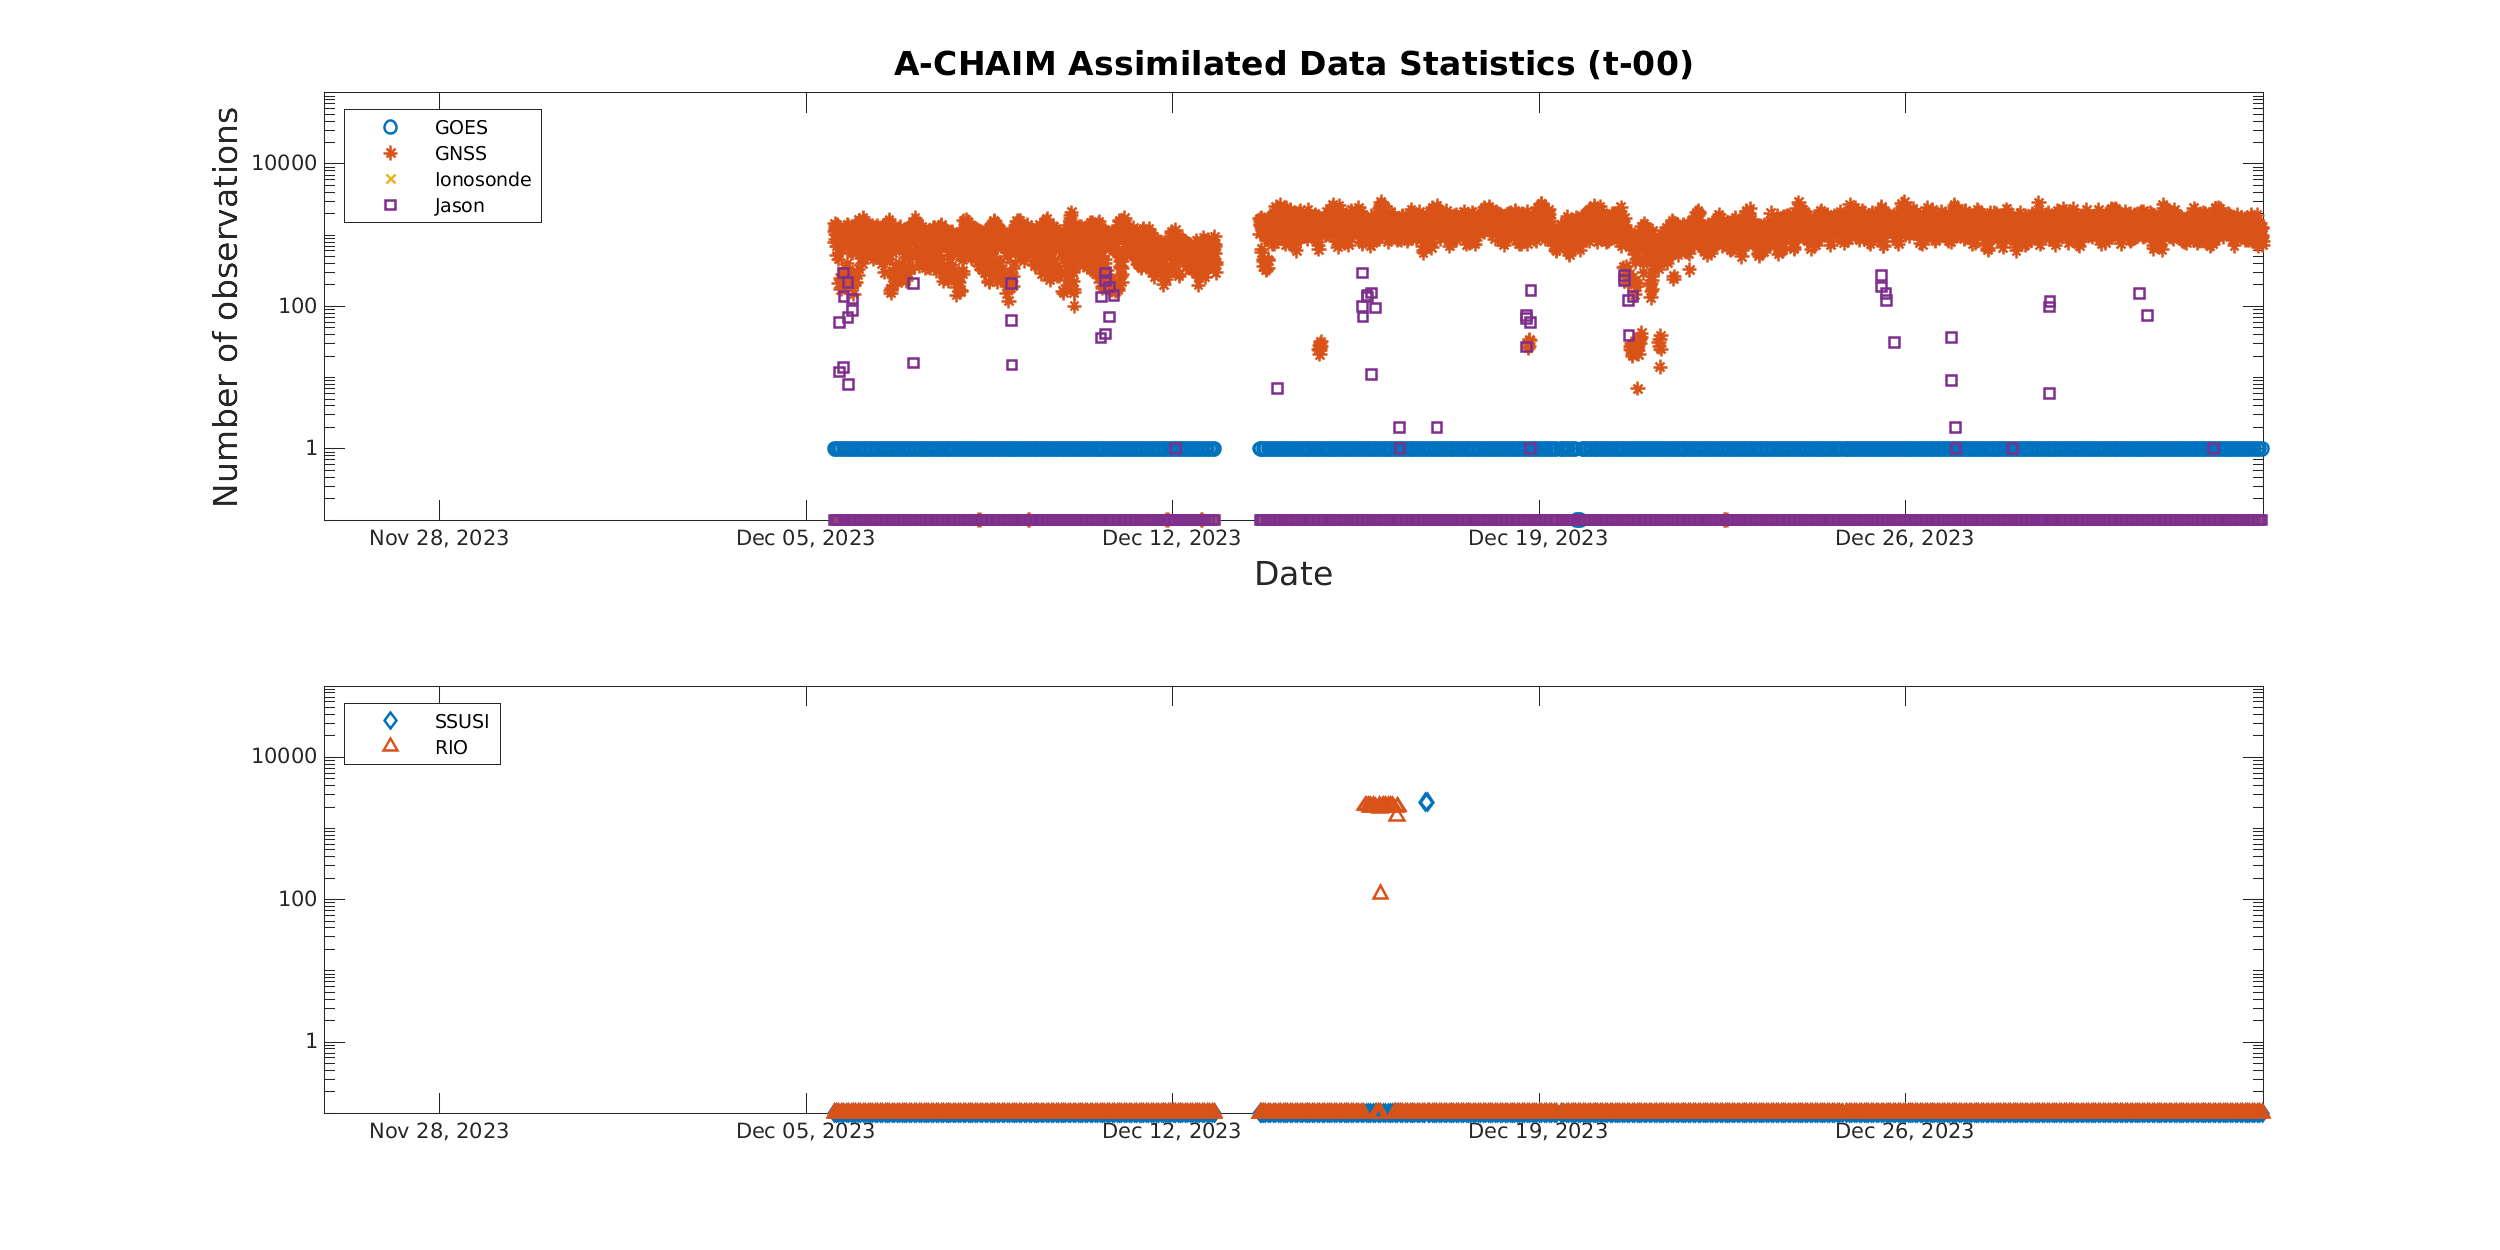 A-CHAIM Assimilated Data Statistics (t-00)
Number of observations
10000
100
1
GOES
GNSS
Ionosonde
Jason
Nov 28, 2023
Dec 05, 2023
Dec 12, 2023
Dec 19, 2023
Dec 26, 2023
Date
10000
100
1
SSUSI
RIO
Nov 28, 2023
Dec 05, 2023
Dec 12, 2023
Dec 19, 2023
Dec 26, 2023